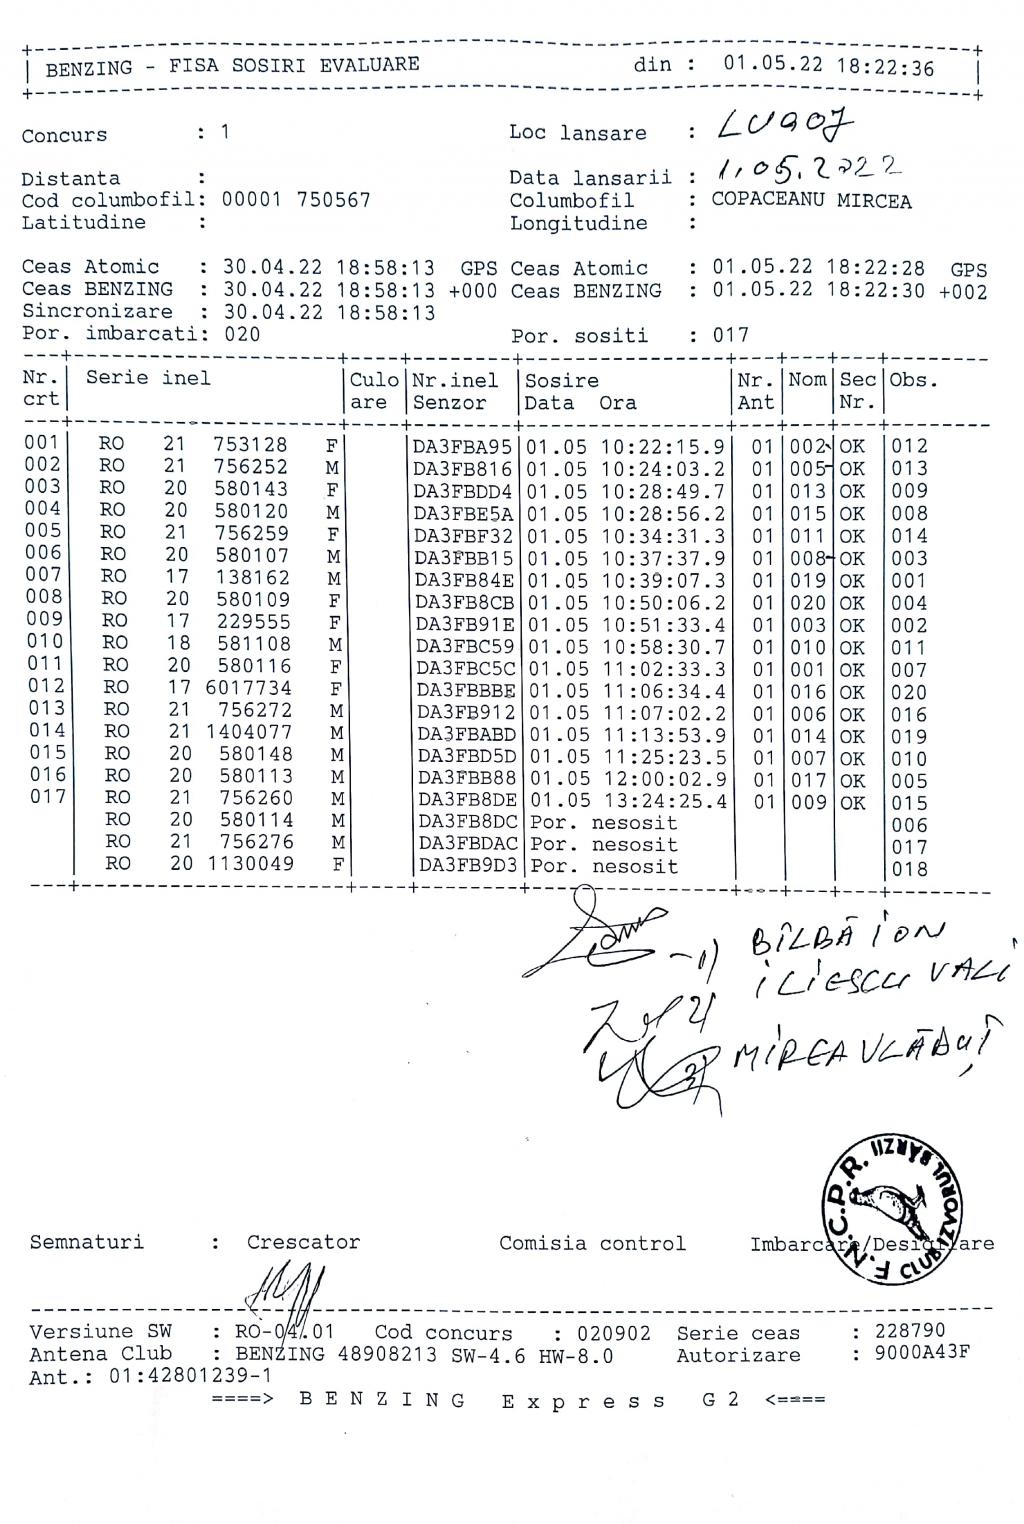 BENZING - FISA SOSIRI EVALUARE din : 01.05.22 18:22:36
Concurs : 1 Loc lansare : LUGOJ
Distanta : Data lansarii : 1.05.2022
Cod columbofil: 00001 750567 Columbofil : COPACEANU MIRCEA
Latitudine : Longitudine :
Ceas Atomic : 30.04.22 18:58:13 GPS Ceas Atomic : 01.05.22 18:22:28 GPS
Ceas BENZING : 30.04.22 18:58:13 +000 Ceas BENZING : 01.05.22 18:22:30 +002
Sincronizare : 30.04.22 18:58:13
Por. imbarcati: 020 Por. sositi : 017
Nr. Serie inel Culo Nr.inel Sosire Nr. Nom Sec Obs.
crt are Senzor Data Ora Ant Nr.
001 RO 21 753128 F DA3FBA95 01.05 10:22:15.9 01 002 OK 012
002 RO 21 756252 M DA3FB816 01.05 10:24:03.2 01 005 OK 013
003 RO 20 580143 F DA3FBDD4 01.05 10:28:49.7 01 013 OK 009
004 RO 20 580120 M DA3FBE5A 01.05 10:28:56.2 01 015 OK 008
005 RO 21 756259 F DA3FBF32 01.05 10:34:31.3 01 011 OK 014
006 RO 20 580107 M DA3FBB15 01.05 10:37:37.9 01 008 OK 003
007 RO 17 138162 M DA3FB84E 01.05 10:39:07.3 01 019 OK 001
008 RO 20 580109 F DA3FB8CB 01.05 10:50:06.2 01 020 OK 004
009 RO 17 229555 F DA3FB91E 01.05 10:51:33.4 01 003 OK 002
010 RO 18 581108 M DA3FBC59 01.05 10:58:30.7 01 010 OK 011
011 RO 20 580116 F DA3FBC5C 01.05 11:02:33.3 01 001 OK 007
012 RO 17 6017734 F DA3FBBBE 01.05 11:06:34.4 01 016 OK 020
013 RO 21 756272 M DA3FB912 01.05 11:07:02.2 01 006 OK 016
014 RO 21 1404077 M DA3FBABD 01.05 11:13:53.9 01 014 OK 019
015 RO 20 580148 M DA3FBD5D 01.05 11:25:23.5 01 007 OK 010
016 RO 20 580113 M DA3FBB88 01.05 12:00:02.9 01 017 OK 005
017 RO 21 756260 M DA3FB8DE 01.05 13:24:25.4 01 009 OK 015
RO 20 580114 M DA3FB8DC Por. nesosit 006
RO 21 756276 M DA3FBDAC Por. nesosit 017
RO 20 1130049 F DA3FB9D3 Por. nesosit 018
1) BÎLBĂ ION
2) ILIESCU VALI
3) MIREA VLĂDUȚ
F.N.C.P.R. UROAZII BÂRZII
CLUB
Semnaturi : Crescator Comisia control Imbarcare/Desigilare
Versiune SW : RO-04.01 Cod concurs : 020902 Serie ceas : 228790
Antena Club : BENZING 48908213 SW-4.6 HW-8.0 Autorizare : 9000A43F
Ant.: 01:42801239-1
====> B E N Z I N G E x p r e s s G 2 <====